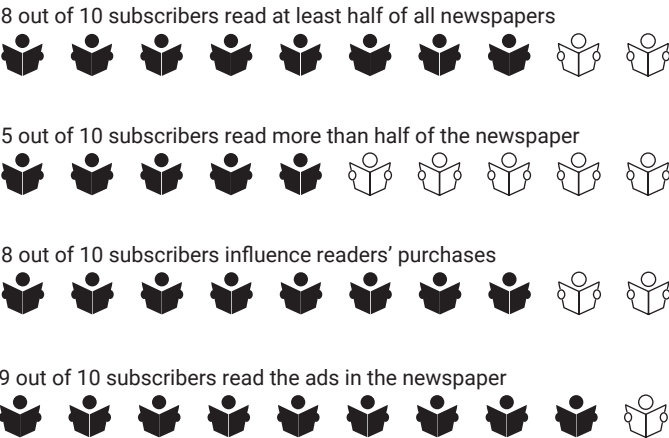 8 out of 10 subscribers read at least half of all newspapers
5 out of 10 subscribers read more than half of the newspaper
8 out of 10 subscribers influence readers’ purchases
9 out of 10 subscribers read the ads in the newspaper